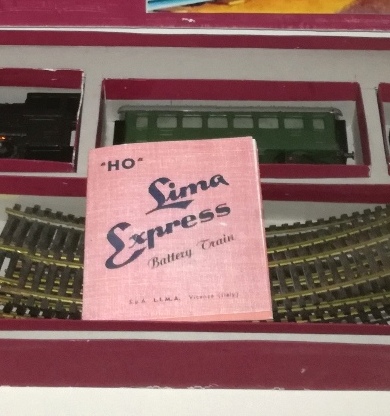 "HO"
Lima
Express
Battery Train
S.p.A. L.I.M.A. Vicenza (Italy)